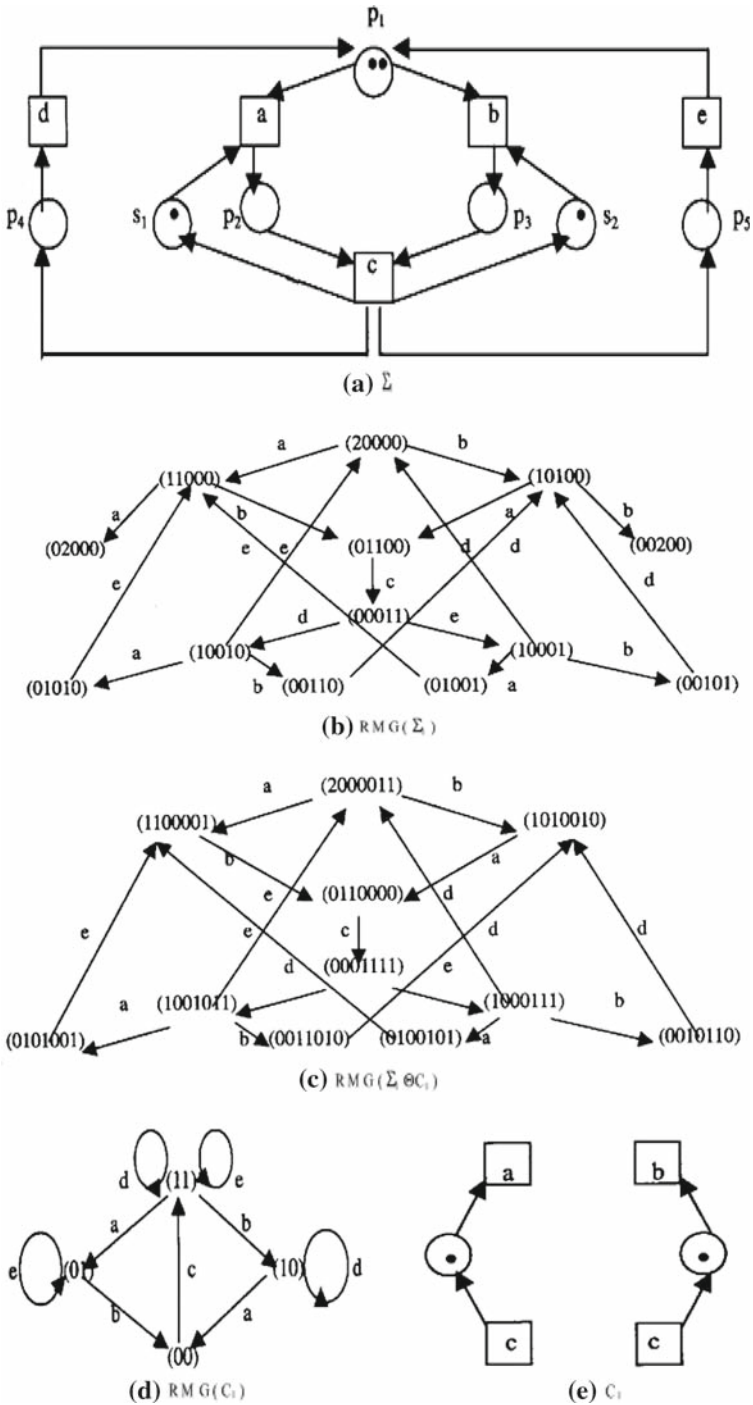 p₁
d a b e
p₄ s₁ p₂ p₃ s₂ p₅
c
(a) Σ
a (20000) b
(11000) (10100)
a b a b
(02000) e e (01100) d d (00200)
e c d
d (00011) e
a (10010) (10001) b
(01010) b (00110) (01001) a (00101)
(b) RMG(Σ)
a (2000011) b
(1100001) (1010010)
b a
e (0110000) d
e e c d d
d (0001111) e
a (1001011) (1000111) b
(0101001) b (0011010) (0100101) a (0010110)
(c) RMG(Σ ΘC₁)
d (11) e
a b
e (01) c (10) d
b a
(00)
(d) RMG(C₁)
a b
c c
(e) C₁